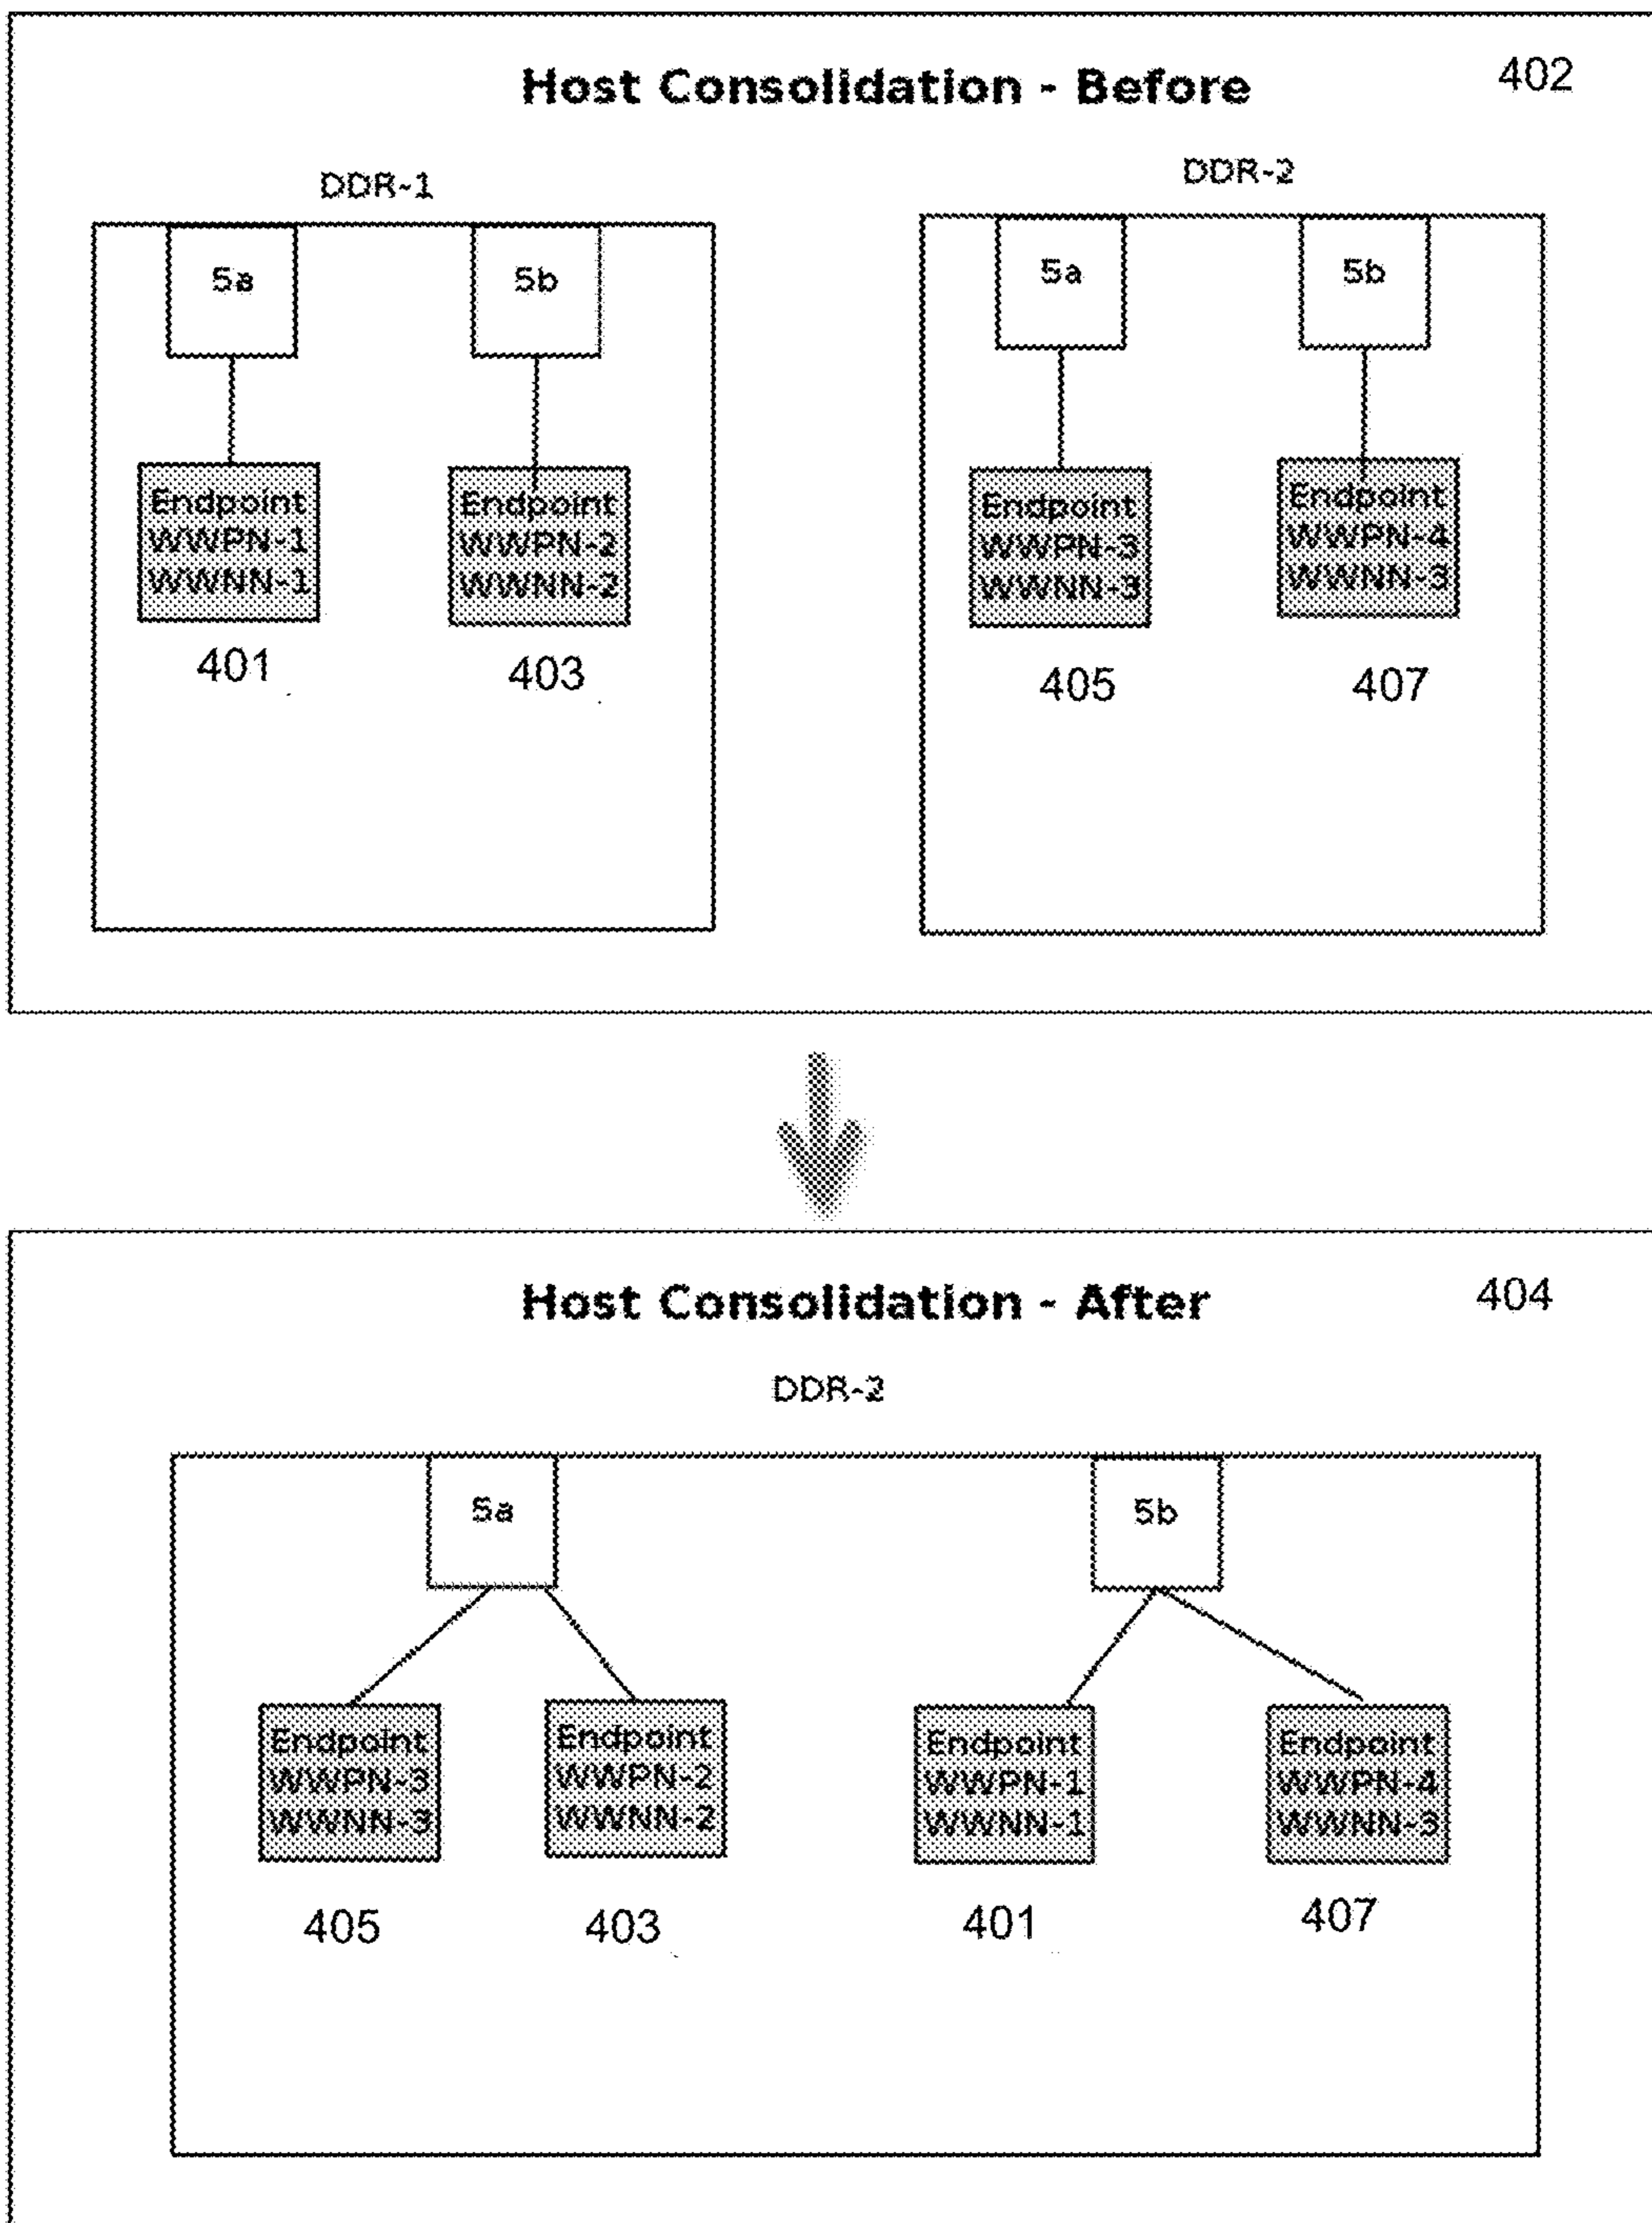 Host Consolidation - Before
402
DDR-1
DDR-2
5a
5b
5a
5b
Endpoint
WWPN-1
WWNN-1
Endpoint
WWPN-2
WWNN-2
Endpoint
WWPN-3
WWNN-3
Endpoint
WWPN-4
WWNN-3
401
403
405
407
Host Consolidation - After
404
DDR-2
5a
5b
Endpoint
WWPN-3
WWNN-3
Endpoint
WWPN-2
WWNN-2
Endpoint
WWPN-1
WWNN-1
Endpoint
WWPN-4
WWNN-3
405
403
401
407